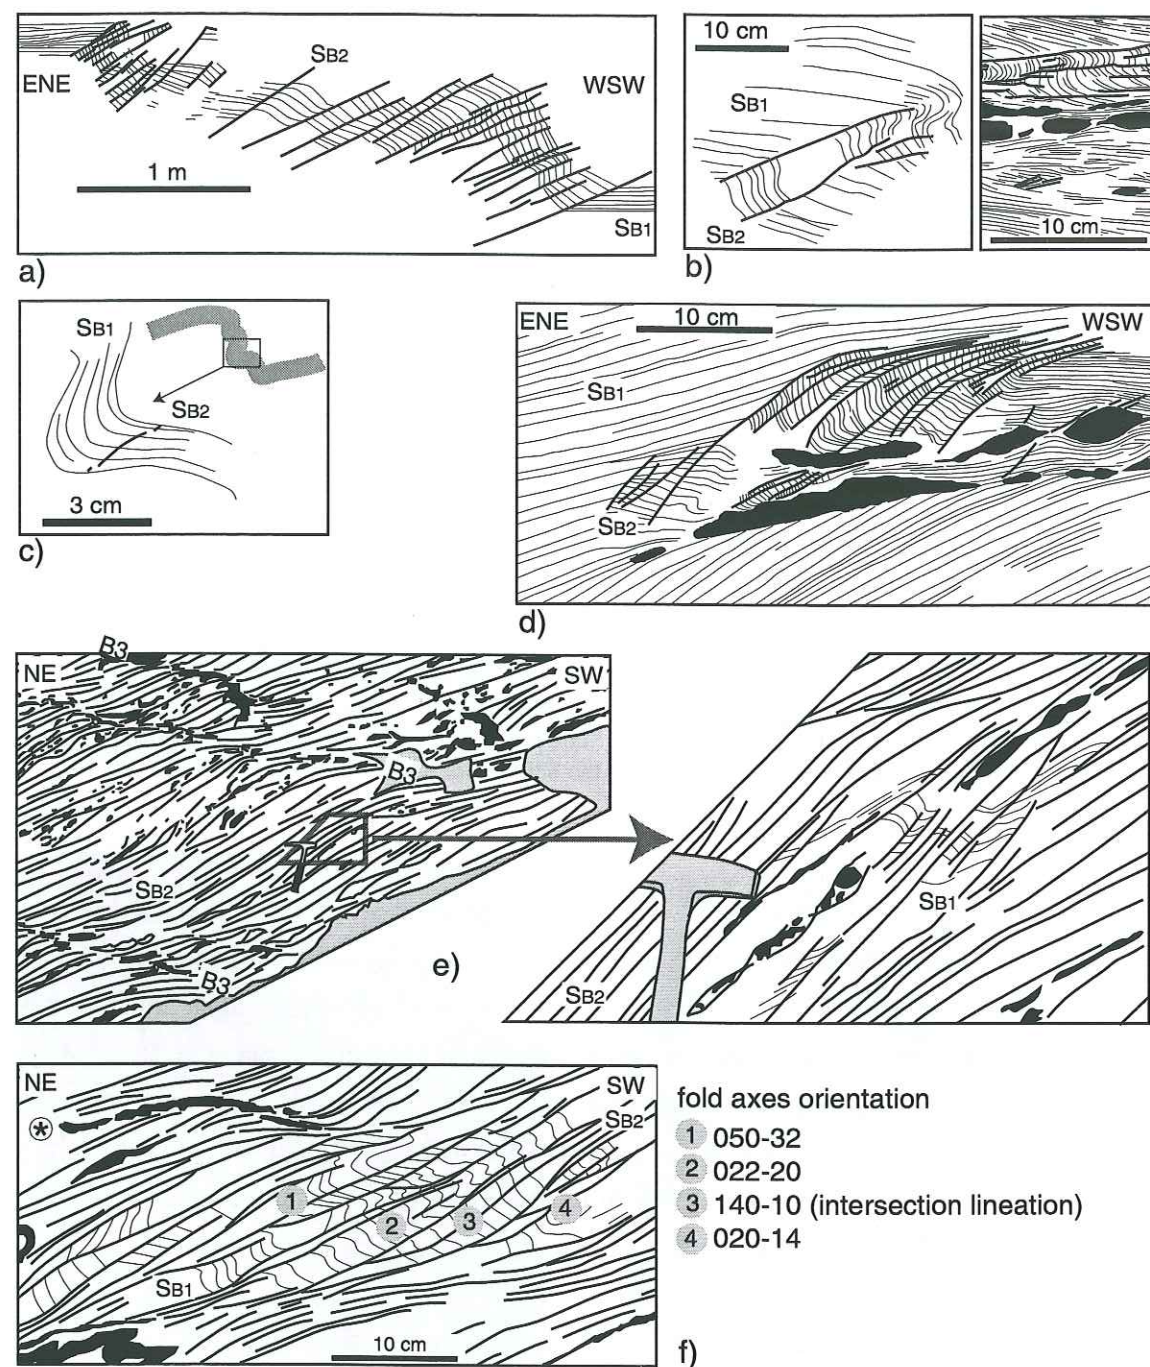 ENE
SB2
WSW
1 m
SB1
a)
10 cm
SB1
SB2
10 cm
b)
SB1
SB2
3 cm
c)
ENE
10 cm
WSW
SB1
SB2
d)
B3
NE
SW
B3
SB2
B3
e)
SB1
SB2
NE
SW
SB2
*
1
2
3
4
SB1
10 cm
f)
fold axes orientation
1 050-32
2 022-20
3 140-10 (intersection lineation)
4 020-14